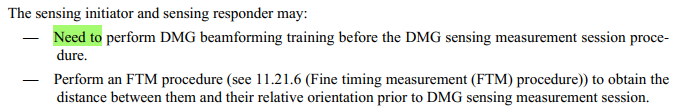 The sensing initiator and sensing responder may:
— Need to perform DMG beamforming training before the DMG sensing measurement session proce-
dure.
— Perform an FTM procedure (see 11.21.6 (Fine timing measurement (FTM) procedure)) to obtain the
distance between them and their relative orientation prior to DMG sensing measurement session.